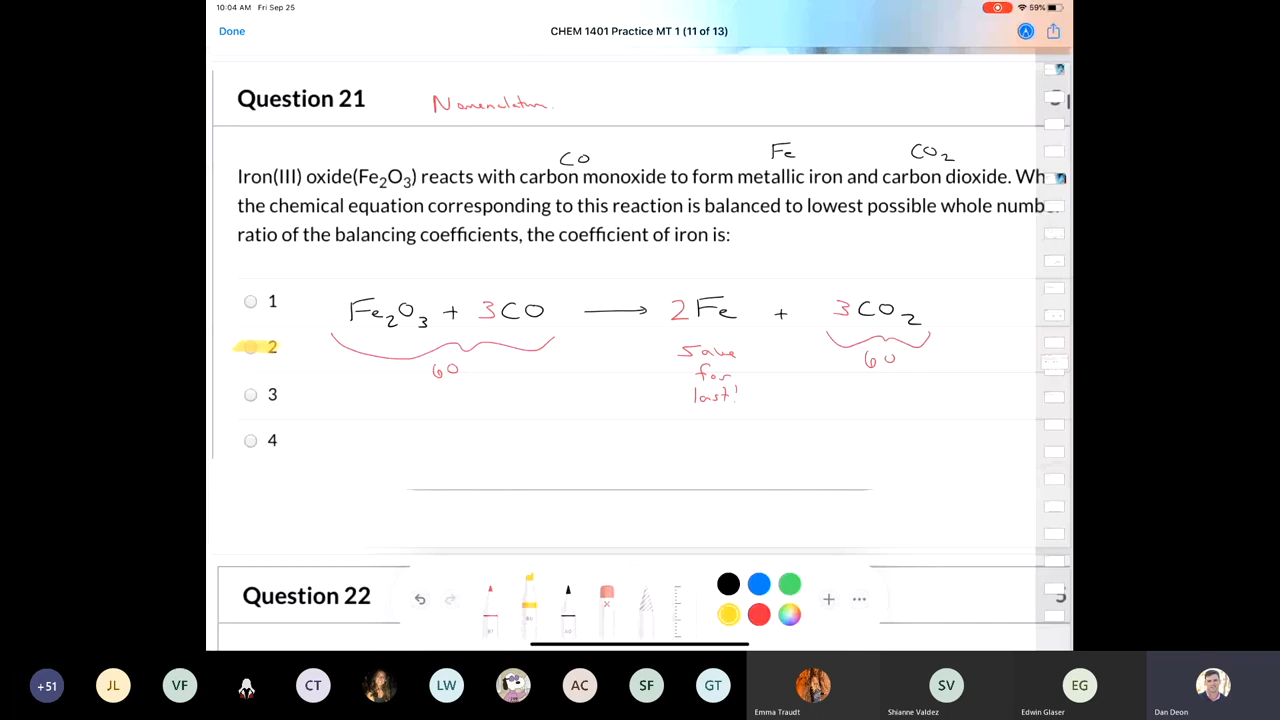 10:04 AM Fri Sep 25
59%
Done
CHEM 1401 Practice MT 1 (11 of 13)
Question 21
Nomenclature.
CO
Fe
CO2
Iron(III) oxide(Fe2O3) reacts with carbon monoxide to form metallic iron and carbon dioxide. Wh
the chemical equation corresponding to this reaction is balanced to lowest possible whole numb
ratio of the balancing coefficients, the coefficient of iron is:
1
Fe2O3 + 3CO → 2Fe + 3CO2
2
60
Save
for
last!
60
3
4
Question 22
+51
JL
VF
CT
LW
AC
SF
GT
SV
EG
Emma Traudt
Shianne Valdez
Edwin Glaser
Dan Deon